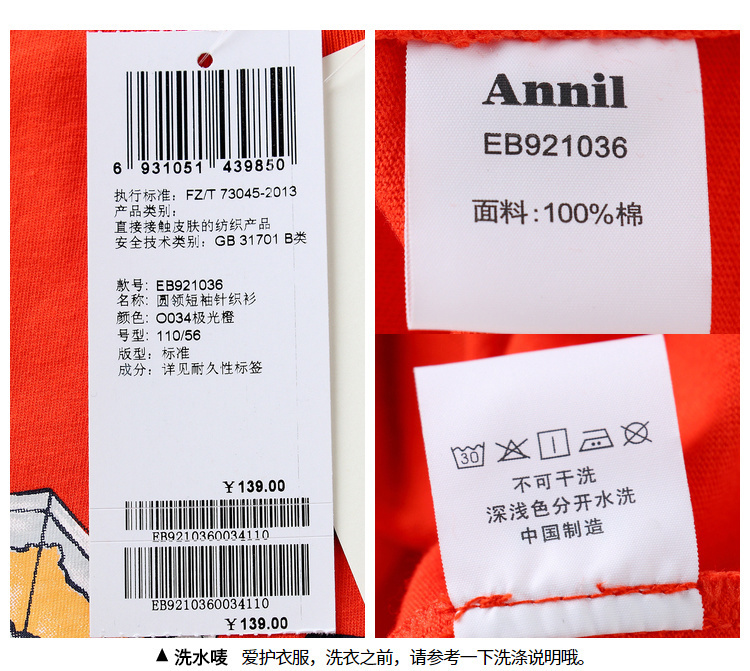 6 931051 439850
执行标准: FZ/T 73045-2013
产品类别:
直接接触皮肤的纺织产品
安全技术类别: GB 31701 B类
款号: EB921036
名称: 圆领短袖针织衫
颜色: O034极光橙
号型: 110/56
版型: 标准
成分: 详见耐久性标签
￥139.00
EB9210360034110
EB9210360034110
￥139.00
Annil
EB921036
面料:100%棉
30
不可干洗
深浅色分开水洗
中国制造
▲ 洗水唛 爱护衣服，洗衣之前，请参考一下洗涤说明哦。